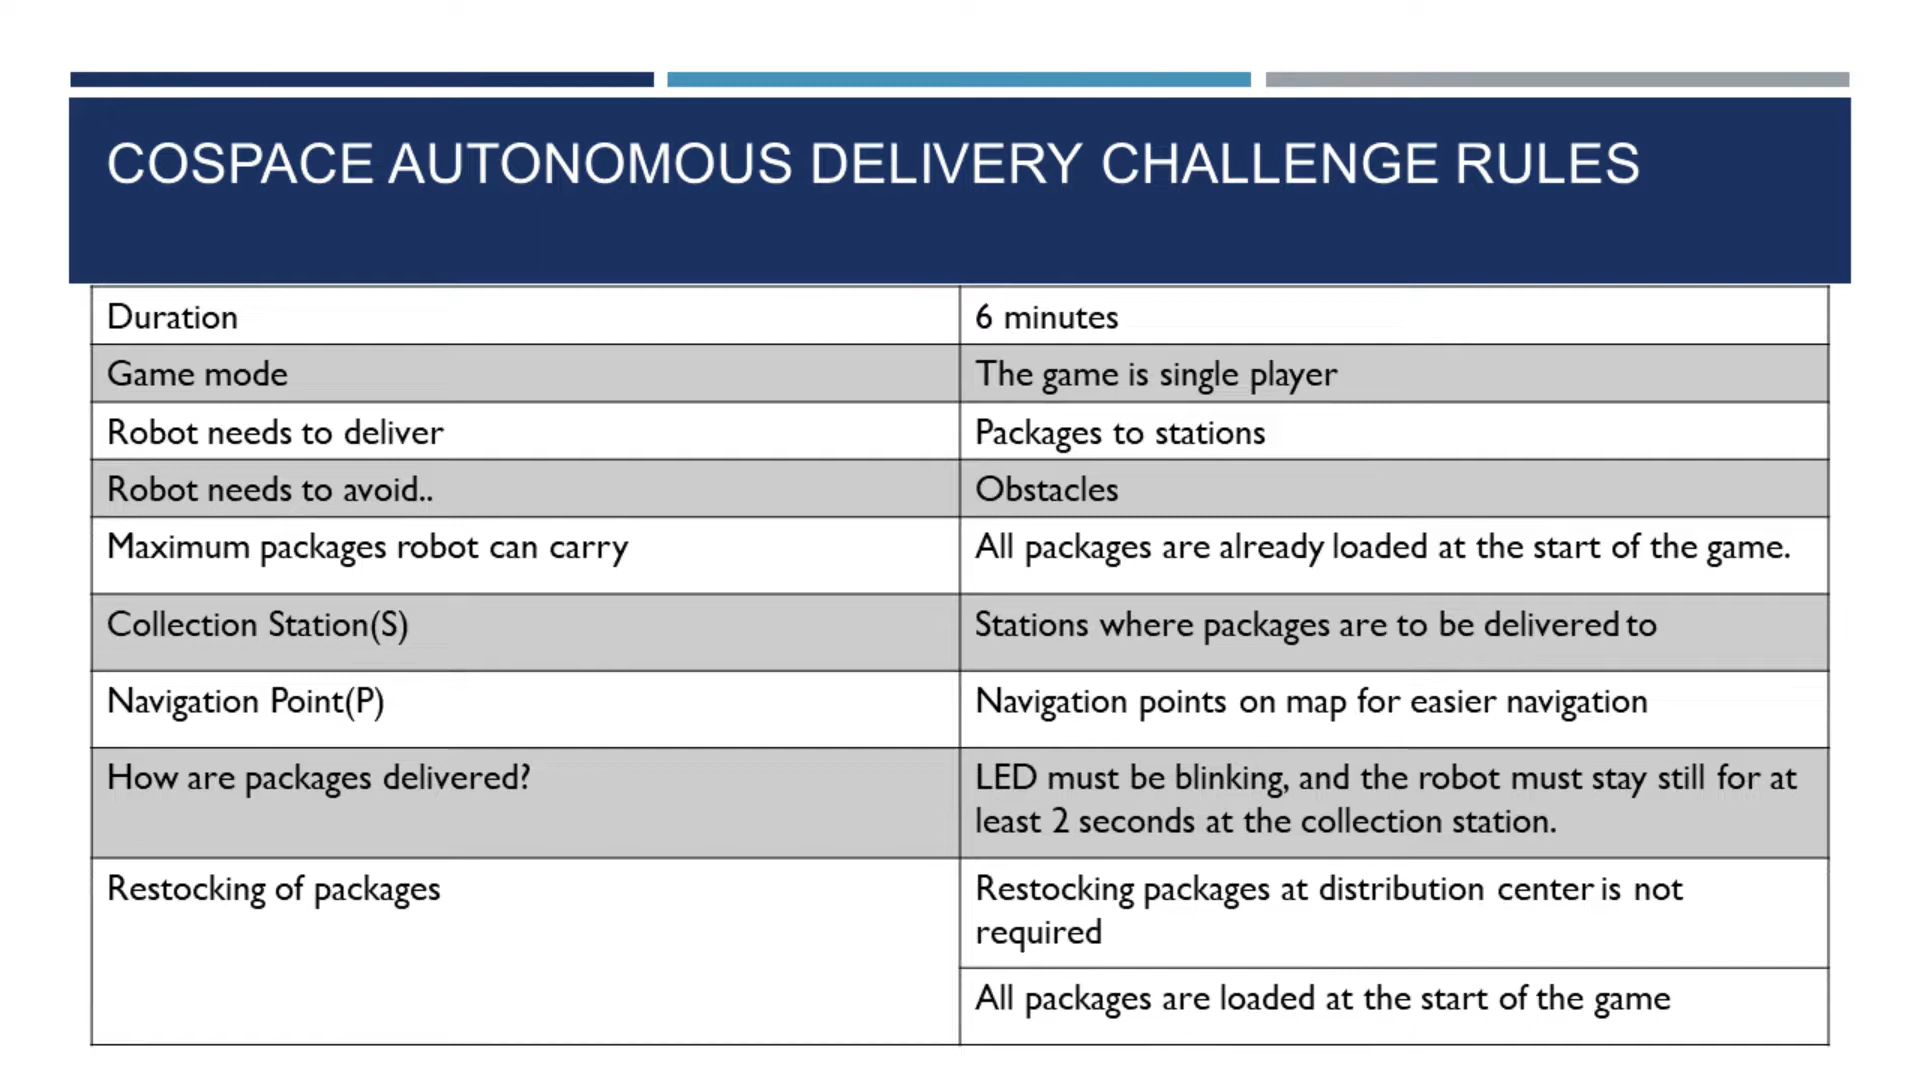 COSPACE AUTONOMOUS DELIVERY CHALLENGE RULES
Duration
6 minutes
Game mode
The game is single player
Robot needs to deliver
Packages to stations
Robot needs to avoid..
Obstacles
Maximum packages robot can carry
All packages are already loaded at the start of the game.
Collection Station(S)
Stations where packages are to be delivered to
Navigation Point(P)
Navigation points on map for easier navigation
How are packages delivered?
LED must be blinking, and the robot must stay still for at
least 2 seconds at the collection station.
Restocking of packages
Restocking packages at distribution center is not
required
All packages are loaded at the start of the game